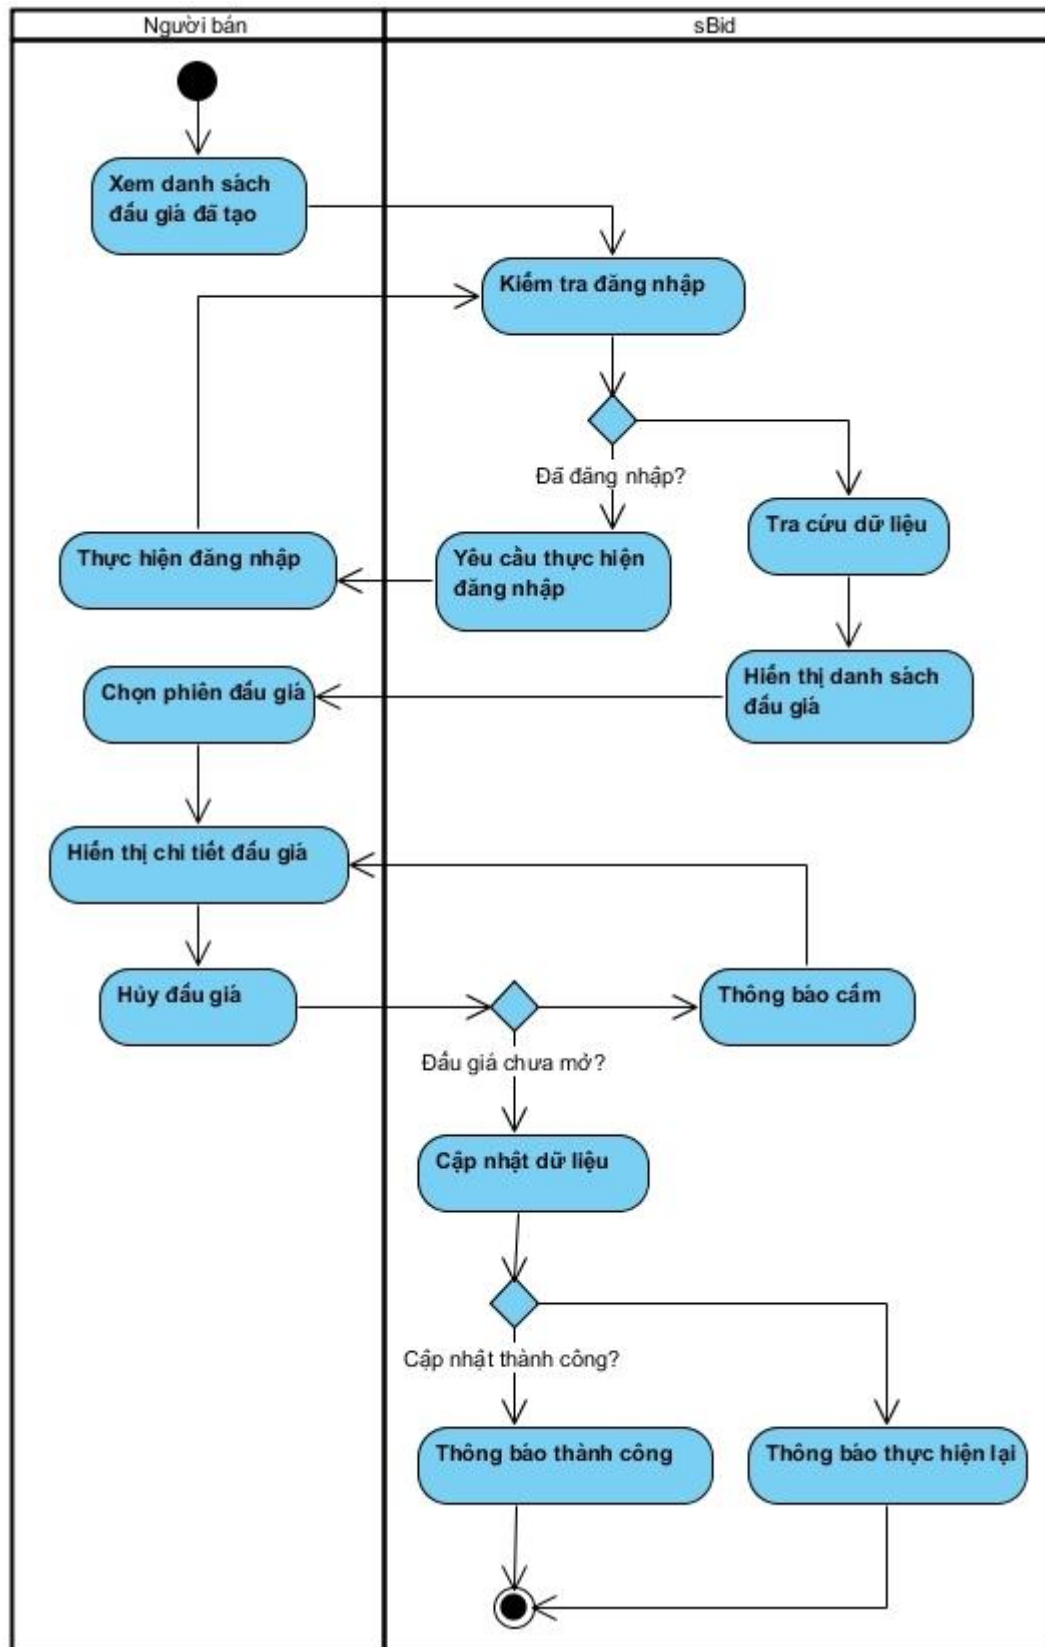 Người bán
sBid
Xem danh sách
đấu giá đã tạo
Kiểm tra đăng nhập
Đã đăng nhập?
Tra cứu dữ liệu
Thực hiện đăng nhập
Yêu cầu thực hiện
đăng nhập
Chọn phiên đấu giá
Hiển thị danh sách
đấu giá
Hiển thị chi tiết đấu giá
Hủy đấu giá
Thông báo cấm
Đấu giá chưa mở?
Cập nhật dữ liệu
Cập nhật thành công?
Thông báo thành công
Thông báo thực hiện lại